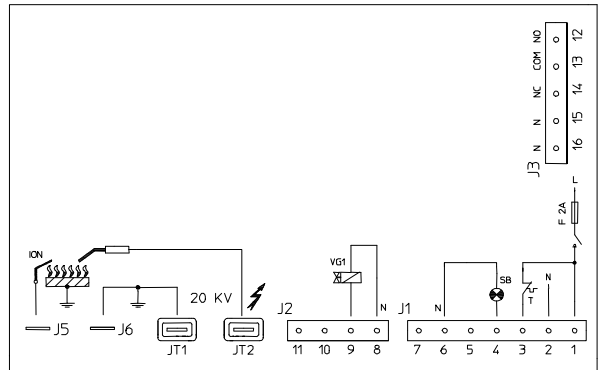 NO 12
COM 13
NC 14
N 15
N 16
J3
L
F 2A
ION
VG1
SB
T
N
N
N
20 KV
J2
J1
J5
J6
JT1
JT2
11 10 9 8
7 6 5 4 3 2 1